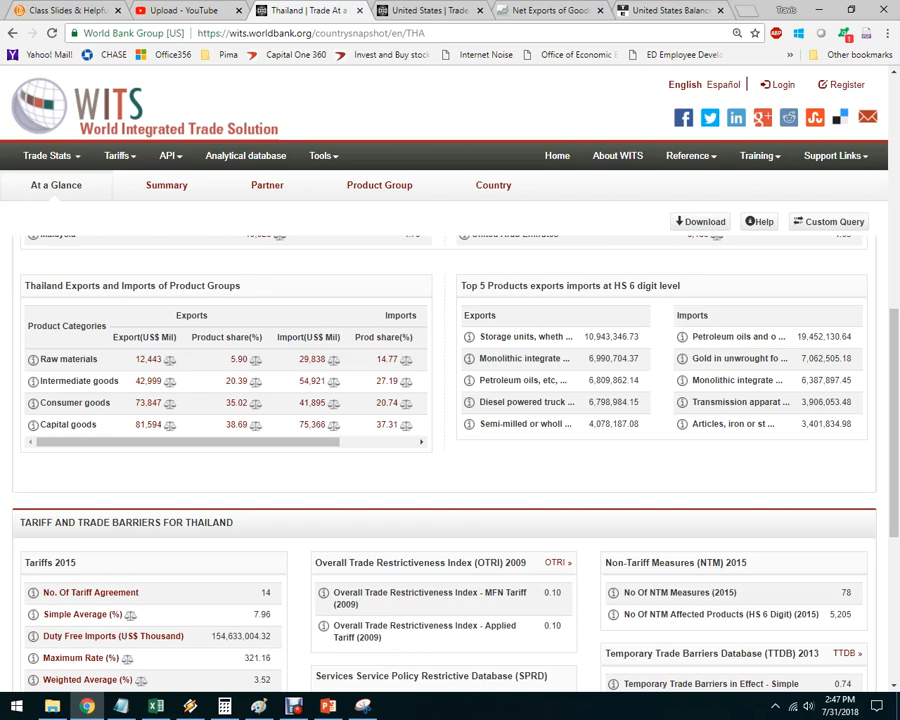 Class Slides & Helpfu
Upload - YouTube
Thailand | Trade At a
United States | Trade
Net Exports of Good
United States Balanc
Travis
World Bank Group [US]
https://wits.worldbank.org/countrysnapshot/en/THA
Yahoo! Mail!
CHASE
Office356
Pima
Capital One 360
Invest and Buy stock
Internet Noise
Office of Economic
ED Employee Develo
»
Other bookmarks
WITS
World Integrated Trade Solution
English Español
Login
Register
Trade Stats
Tariffs
API
Analytical database
Tools
Home
About WITS
Reference
Training
Support Links
At a Glance
Summary
Partner
Product Group
Country
Download
Help
Custom Query
Thailand Exports and Imports of Product Groups
Exports Imports
Product Categories
Export(US$ Mil) Product share(%) Import(US$ Mil) Prod share(%)
Raw materials 12,443 5.90 29,838 14.77
Intermediate goods 42,999 20.39 54,921 27.19
Consumer goods 73,847 35.02 41,895 20.74
Capital goods 81,594 38.69 75,366 37.31
Top 5 Products exports imports at HS 6 digit level
Exports
Storage units, wheth ... 10,943,346.73
Monolithic integrate ... 6,990,704.37
Petroleum oils, etc, ... 6,809,862.14
Diesel powered truck ... 6,798,984.15
Semi-milled or wholl ... 4,078,187.08
Imports
Petroleum oils and o ... 19,452,130.64
Gold in unwrought fo ... 7,062,505.18
Monolithic integrate ... 6,387,897.45
Transmission apparat ... 3,906,053.48
Articles, iron or st ... 3,401,834.98
TARIFF AND TRADE BARRIERS FOR THAILAND
Tariffs 2015
No. Of Tariff Agreement 14
Simple Average (%) 7.96
Duty Free Imports (US$ Thousand) 154,633,004.32
Maximum Rate (%) 321.16
Weighted Average (%) 3.52
Overall Trade Restrictiveness Index (OTRI) 2009 OTRI »
Overall Trade Restrictiveness Index - MFN Tariff 0.10
(2009)
Overall Trade Restrictiveness Index - Applied 0.10
Tariff (2009)
Services Service Policy Restrictive Database (SPRD)
Non-Tariff Measures (NTM) 2015
No Of NTM Measures (2015) 78
No Of NTM Affected Products (HS 6 Digit) (2015) 5,205
Temporary Trade Barriers Database (TTDB) 2013 TTDB »
Temporary Trade Barriers in Effect - Simple 0.74
2:47 PM
7/31/2018